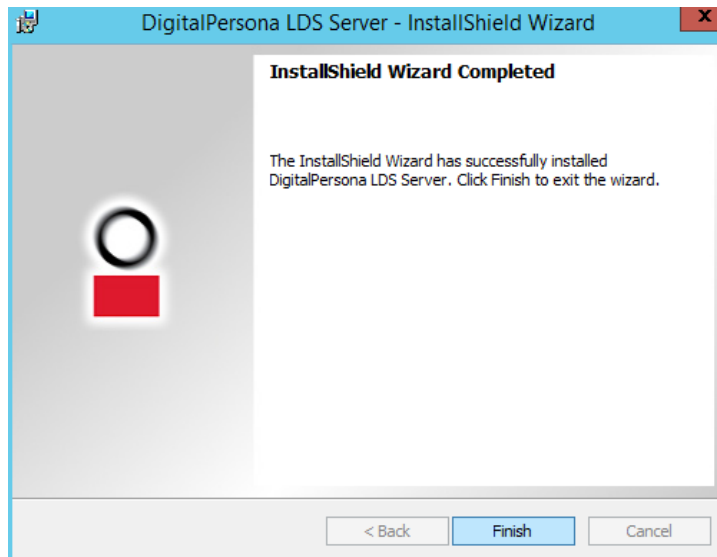 DigitalPersona LDS Server - InstallShield Wizard
x
InstallShield Wizard Completed
The InstallShield Wizard has successfully installed
DigitalPersona LDS Server. Click Finish to exit the wizard.
< Back
Finish
Cancel